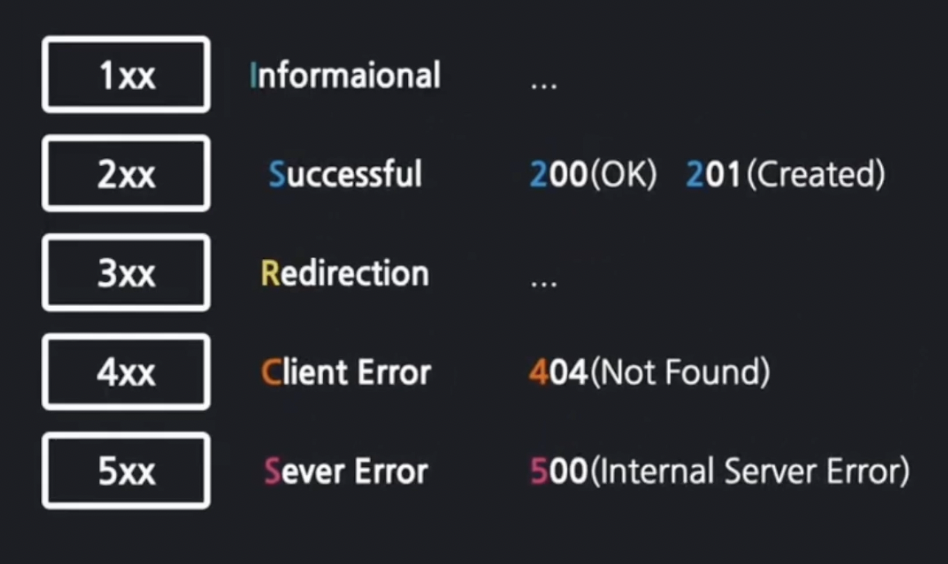 1xx Informaional ...
2xx Successful 200(OK) 201(Created)
3xx Redirection ...
4xx Client Error 404(Not Found)
5xx Sever Error 500(Internal Server Error)